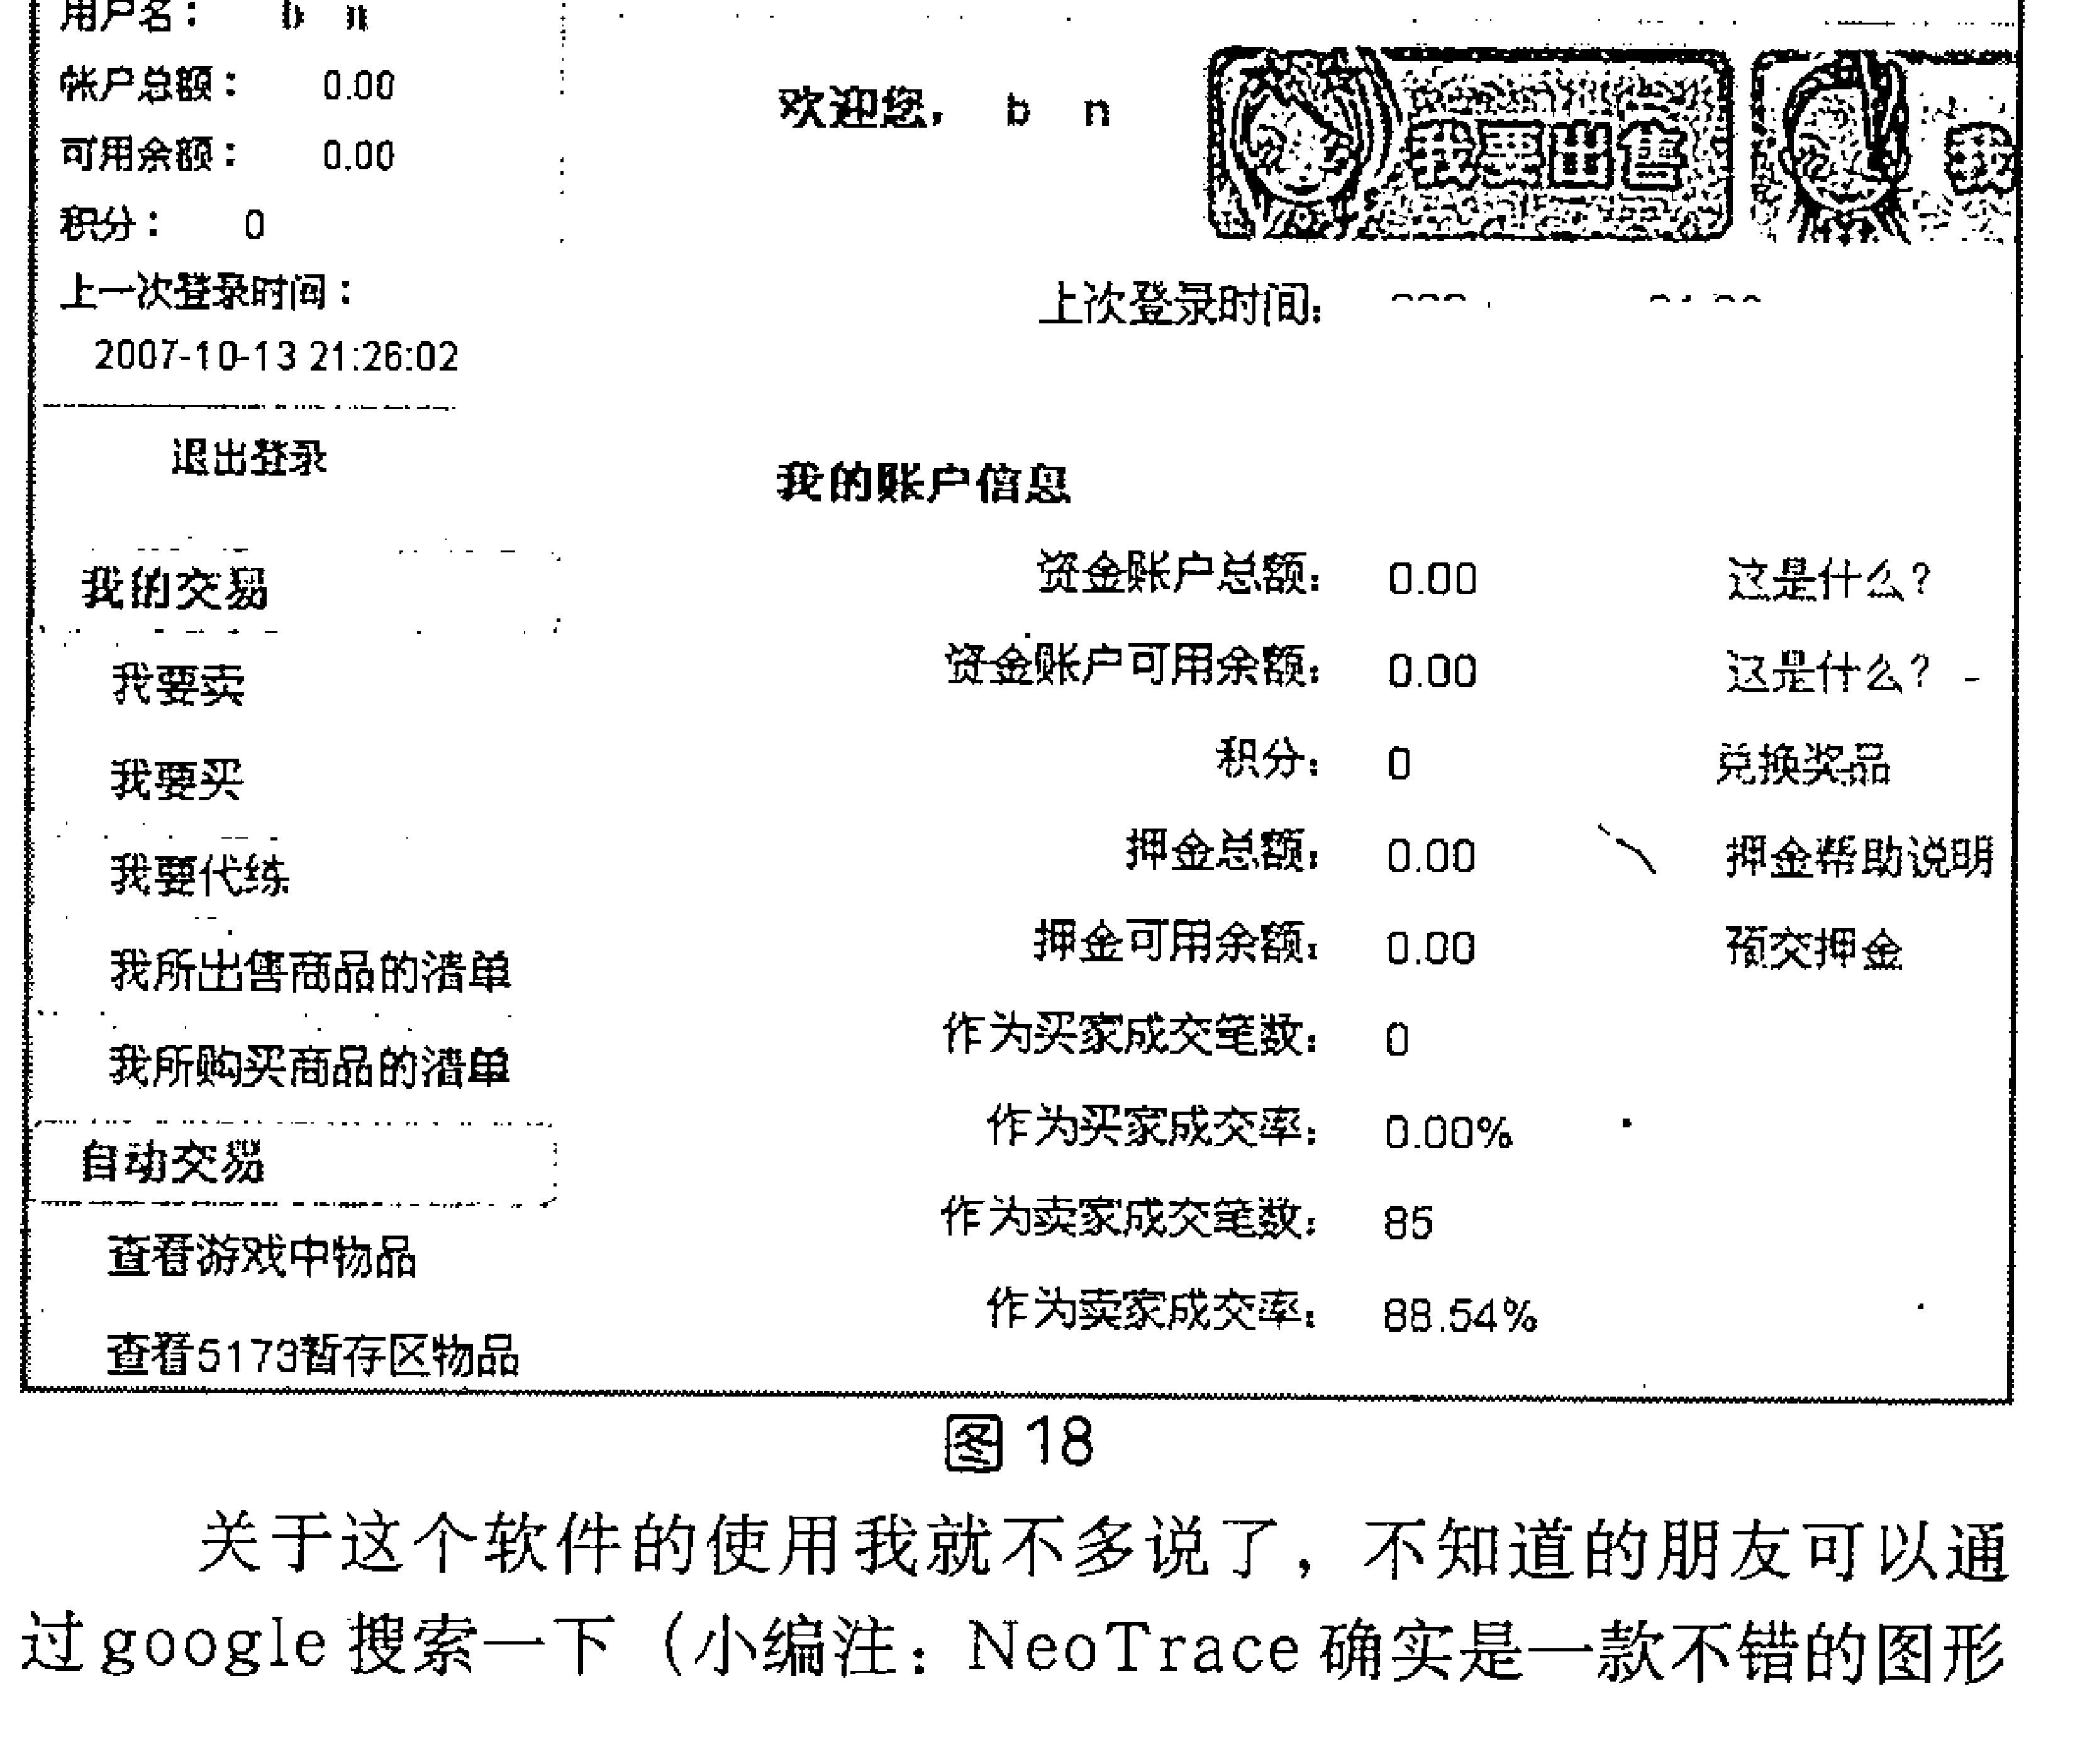 用户名： b n
帐户总额： 0.00
可用余额： 0.00
积分： 0
上一次登录时间：
2007-10-13 21:26:02
退出登录
我的交易
我要卖
我要买
我要代练
我所出售商品的清单
我所购买商品的清单
自动交易
查看游戏中物品
查看5173暂存区物品
欢迎您， b n
我要出售
我
上次登录时间：
我的账户信息
资金账户总额： 0.00 这是什么？
资金账户可用余额： 0.00 这是什么？
积分： 0 兑换奖品
押金总额： 0.00 押金帮助说明
押金可用余额： 0.00 预交押金
作为买家成交笔数： 0
作为买家成交率： 0.00%
作为卖家成交笔数： 85
作为卖家成交率： 88.54%
图 18
关于这个软件的使用我就不多说了，不知道的朋友可以通
过google搜索一下（小编注：NeoTrace确实是一款不错的图形